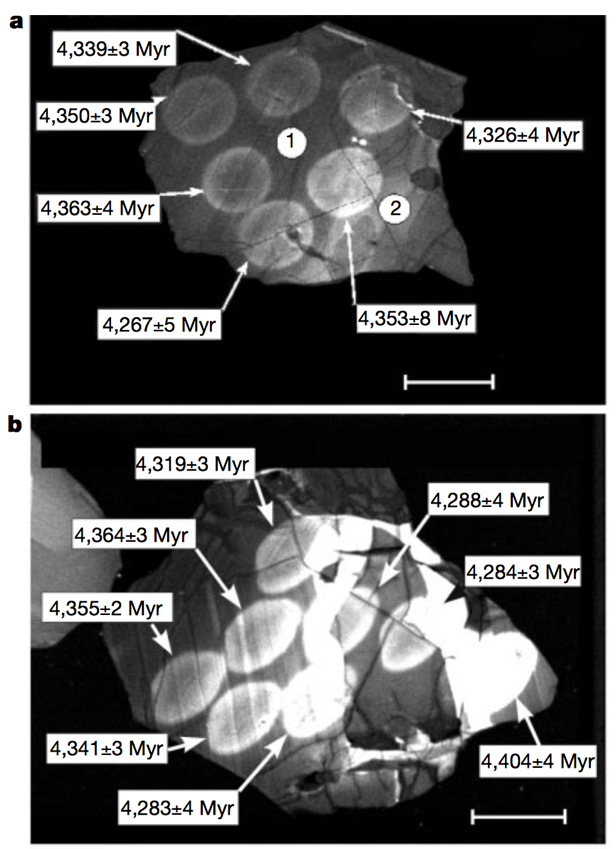 a
4,339±3 Myr
4,350±3 Myr
4,326±4 Myr
1
4,363±4 Myr
2
4,267±5 Myr
4,353±8 Myr
b
4,319±3 Myr
4,288±4 Myr
4,364±3 Myr
4,284±3 Myr
4,355±2 Myr
4,341±3 Myr
4,404±4 Myr
4,283±4 Myr